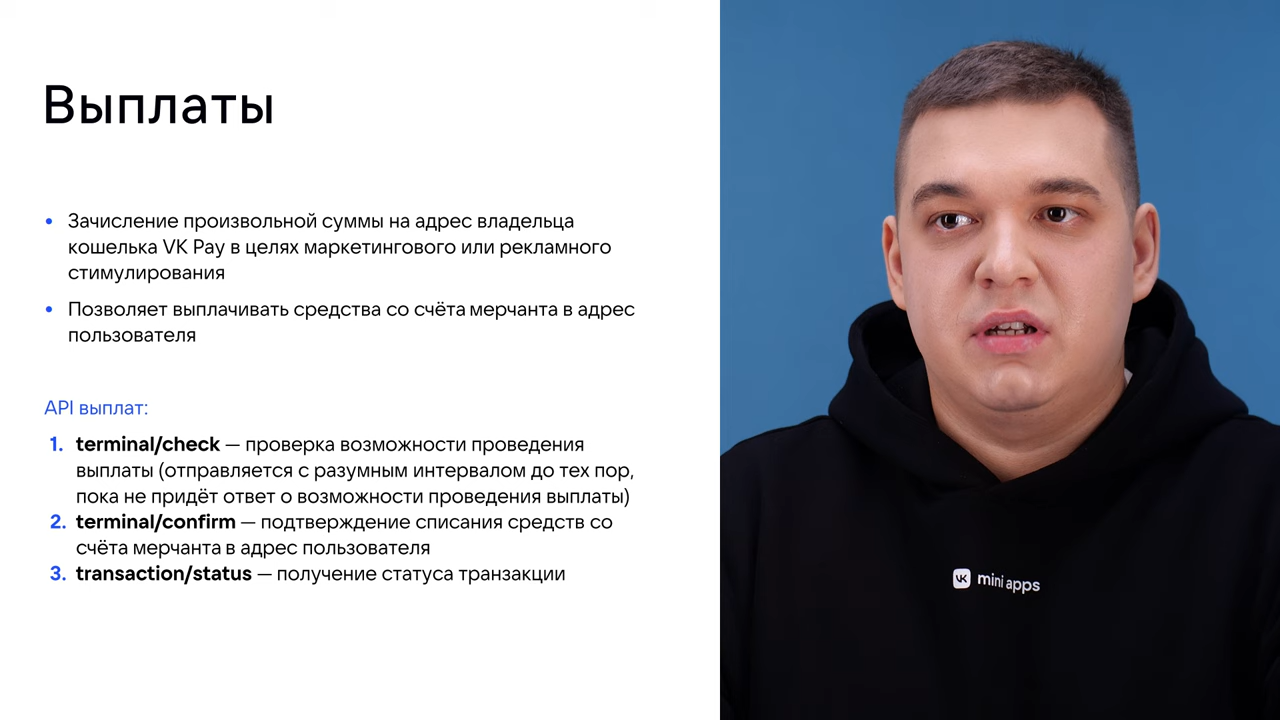 Выплаты
• Зачисление произвольной суммы на адрес владельца
кошелька VK Pay в целях маркетингового или рекламного
стимулирования
• Позволяет выплачивать средства со счёта мерчанта в адрес
пользователя
API выплат:
1. terminal/check — проверка возможности проведения
выплаты (отправляется с разумным интервалом до тех пор,
пока не придёт ответ о возможности проведения выплаты)
2. terminal/confirm — подтверждение списания средств со
счёта мерчанта в адрес пользователя
3. transaction/status — получение статуса транзакции
VK mini apps